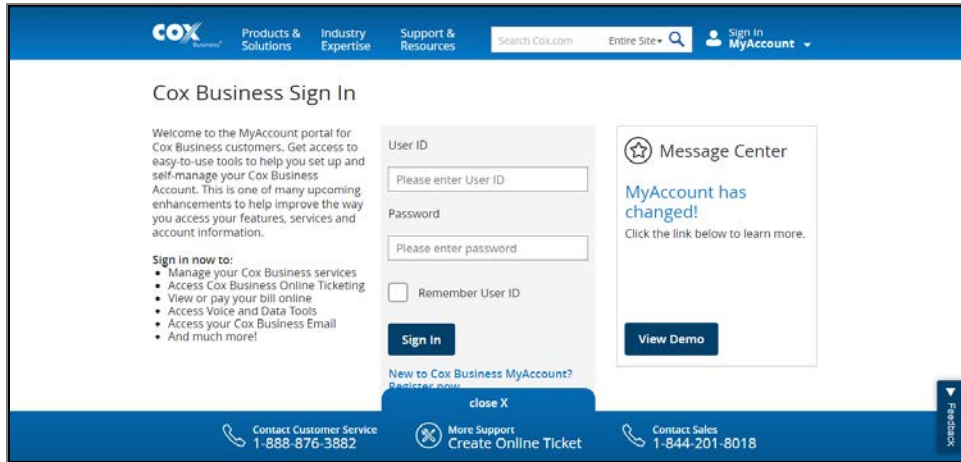 COX
Business
Products &
Solutions
Industry
Expertise
Support &
Resources
Search Cox.com
Entire Site
Sign In
MyAccount
Cox Business Sign In
Welcome to the MyAccount portal for
Cox Business customers. Get access to
easy-to-use tools to help you set up and
self-manage your Cox Business
Account. This is one of many upcoming
enhancements to help improve the way
you access your features, services and
account information.
Sign in now to:
• Manage your Cox Business services
• Access Cox Business Online Ticketing
• View or pay your bill online
• Access Voice and Data Tools
• Access your Cox Business Email
• And much more!
User ID
Please enter User ID
Password
Please enter password
Remember User ID
Sign In
New to Cox Business MyAccount?
Register now
Message Center
MyAccount has
changed!
Click the link below to learn more.
View Demo
close X
Contact Customer Service
1-888-876-3882
More Support
Create Online Ticket
Contact Sales
1-844-201-8018
Feedback